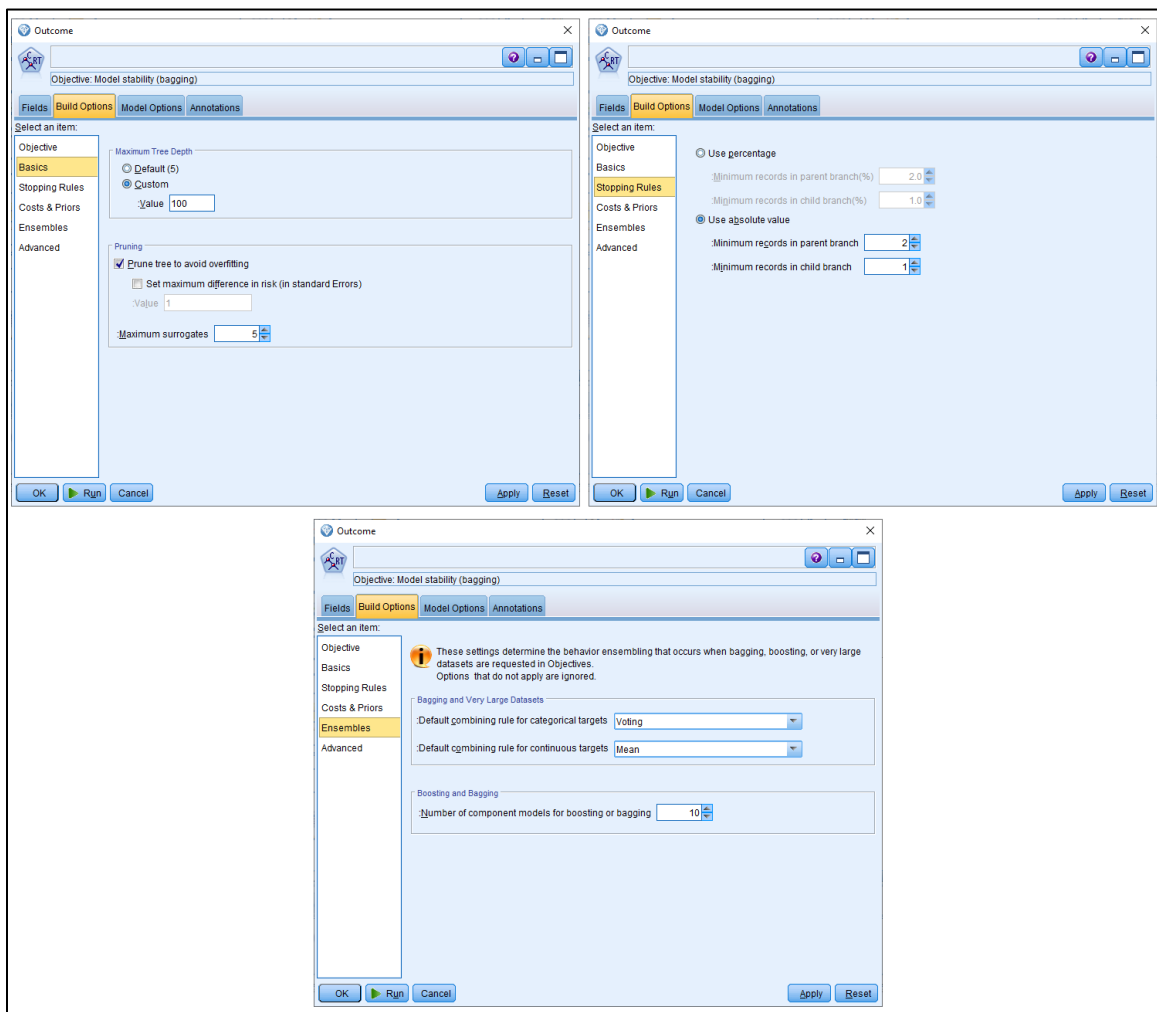 Outcome
C&RT
Objective: Model stability (bagging)
Fields Build Options Model Options Annotations
Select an item:
Objective
Basics
Stopping Rules
Costs & Priors
Ensembles
Advanced
Maximum Tree Depth
Default (5)
Custom
:Value 100
Pruning
Prune tree to avoid overfitting
Set maximum difference in risk (in standard Errors)
:Value 1
:Maximum surrogates 5
OK Run Cancel Apply Reset
Outcome
C&RT
Objective: Model stability (bagging)
Fields Build Options Model Options Annotations
Select an item:
Objective
Basics
Stopping Rules
Costs & Priors
Ensembles
Advanced
Use percentage
:Minimum records in parent branch(%) 2.0
:Minimum records in child branch(%) 1.0
Use absolute value
:Minimum records in parent branch 2
:Minimum records in child branch 1
OK Run Cancel Apply Reset
Outcome
C&RT
Objective: Model stability (bagging)
Fields Build Options Model Options Annotations
Select an item:
Objective
Basics
Stopping Rules
Costs & Priors
Ensembles
Advanced
These settings determine the behavior ensembling that occurs when bagging, boosting, or very large
datasets are requested in Objectives.
Options that do not apply are ignored.
Bagging and Very Large Datasets
:Default combining rule for categorical targets Voting
:Default combining rule for continuous targets Mean
Boosting and Bagging
:Number of component models for boosting or bagging 10
OK Run Cancel Apply Reset